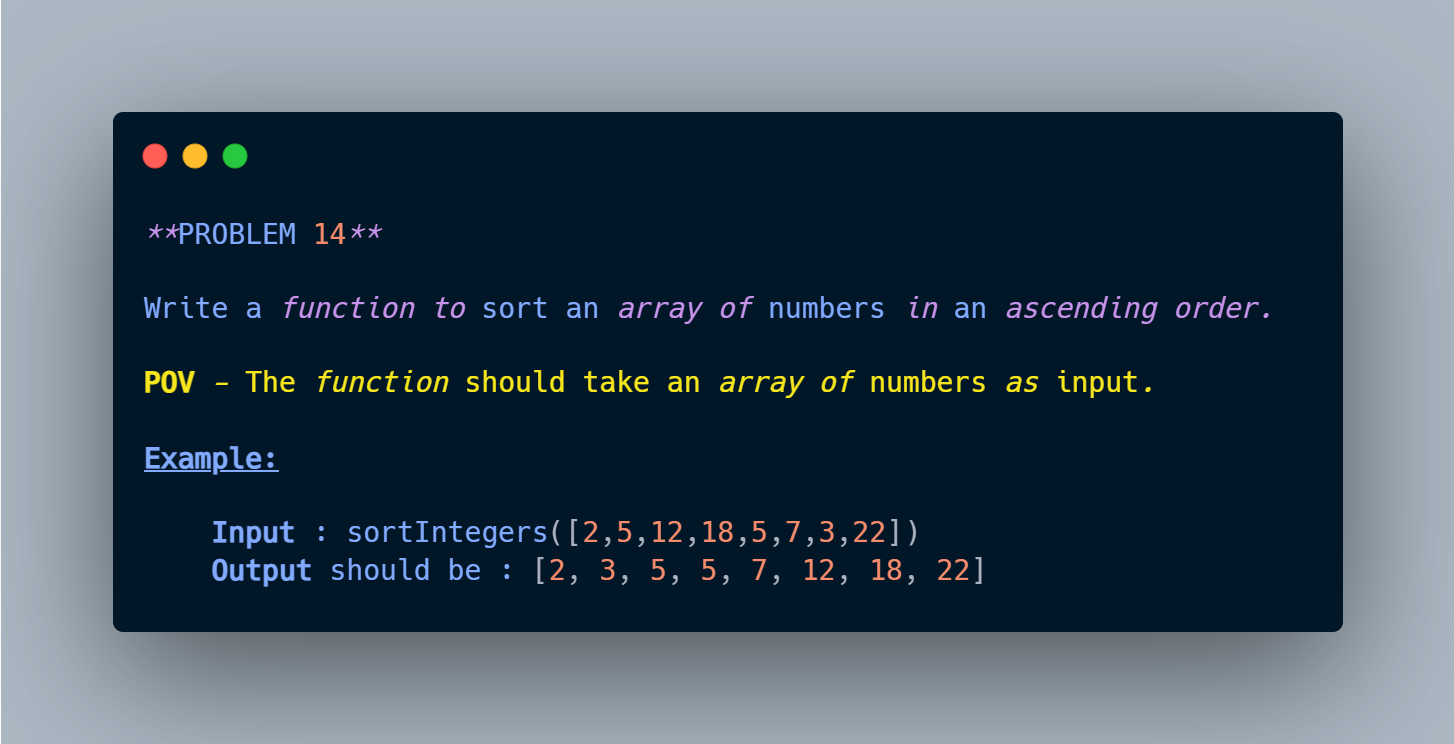 **PROBLEM 14**
Write a function to sort an array of numbers in an ascending order.
POV - The function should take an array of numbers as input.
Example:
Input : sortIntegers([2,5,12,18,5,7,3,22])
Output should be : [2, 3, 5, 5, 7, 12, 18, 22]